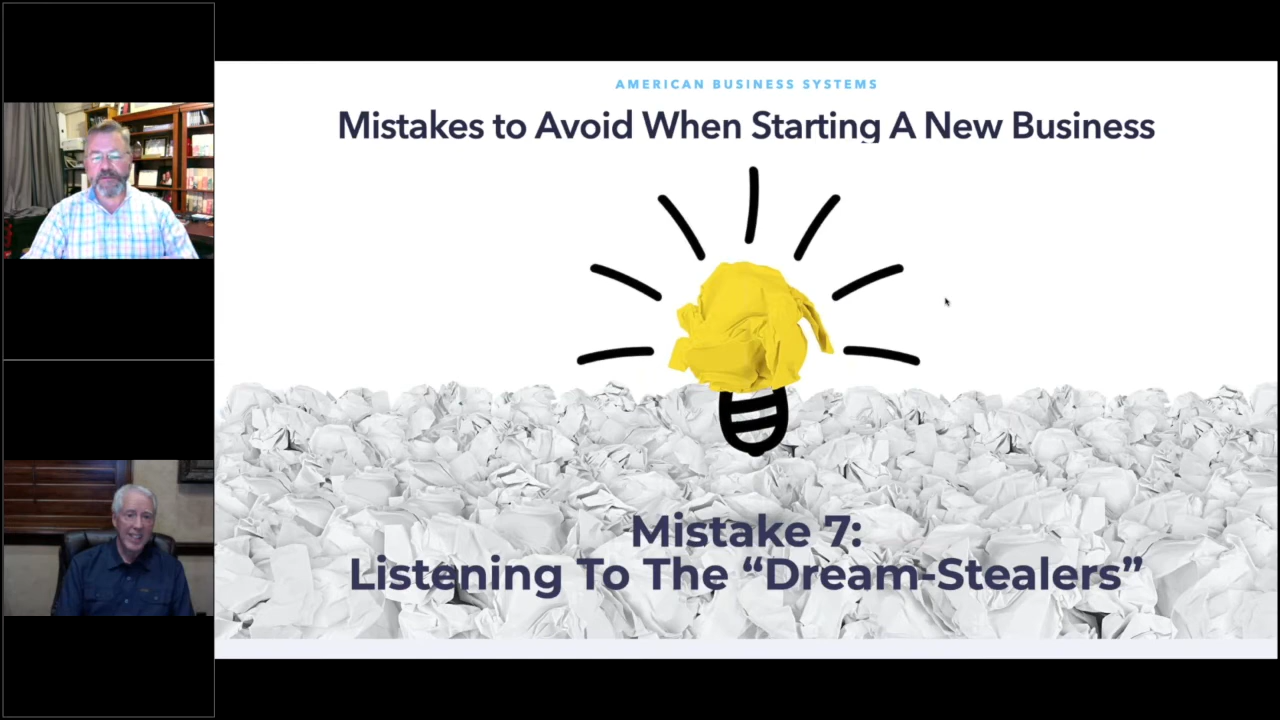 AMERICAN BUSINESS SYSTEMS
Mistakes to Avoid When Starting A New Business
Mistake 7:
Listening To The “Dream-Stealers”